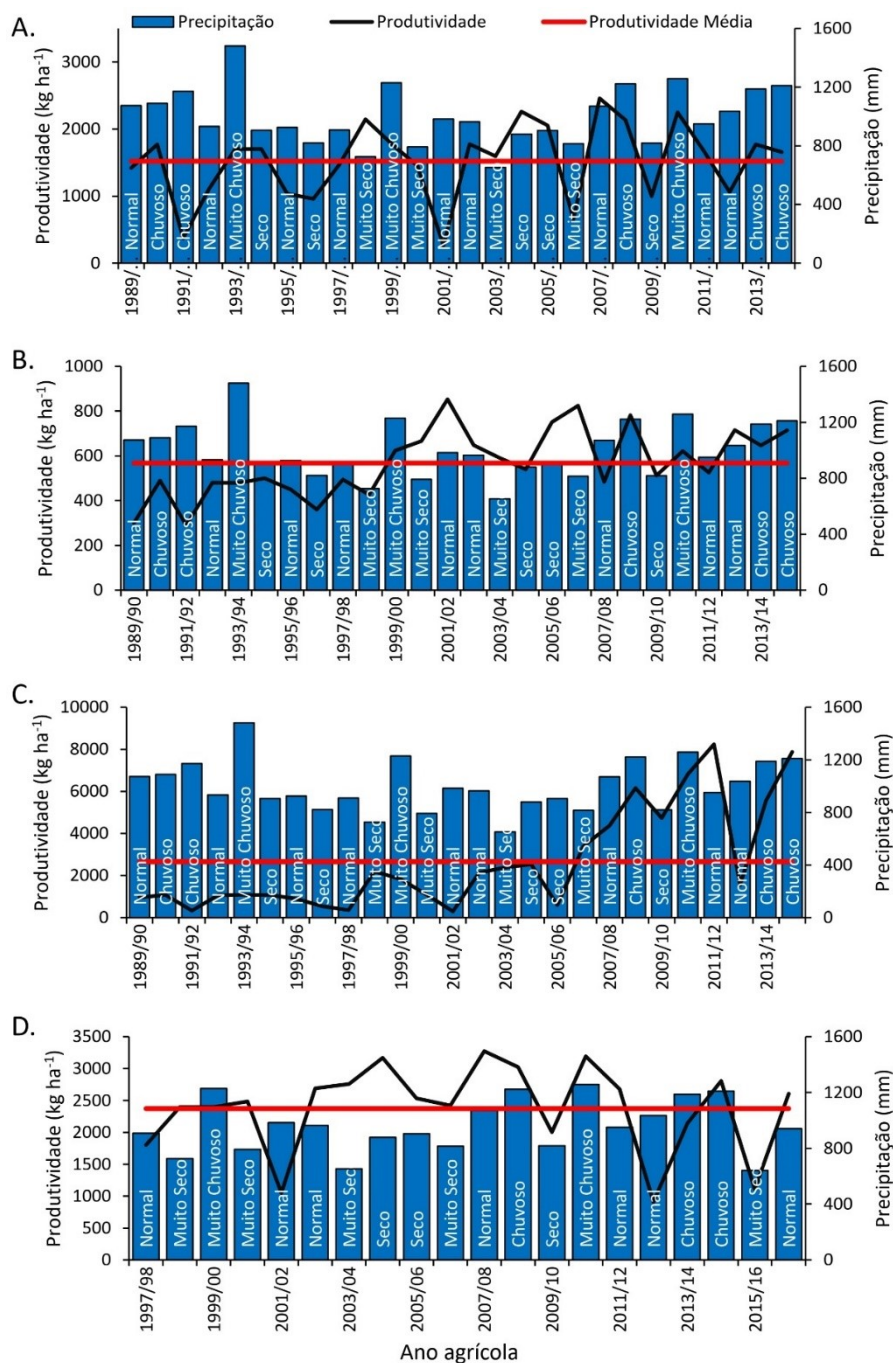 A.
Precipitação Produtividade Produtividade Média
Produtividade (kg ha⁻¹)
3000
2000
1000
0
Normal
Chuvoso
Chuvoso
Normal
Muito Chuvoso
Seco
Normal
Seco
Normal
Muito Seco
Muito Chuvoso
Muito Seco
Normal
Normal
Muito Sec
Seco
Seco
Muito Seco
Normal
Chuvoso
Seco
Muito Chuvoso
Normal
Normal
Chuvoso
Chuvoso
1600
1200
800
400
0
Precipitação (mm)
1989/. .
1991/. .
1993/. .
1995/. .
1997/. .
1999/. .
2001/. .
2003/. .
2005/. .
2007/. .
2009/. .
2011/. .
2013/. .
B.
Produtividade (kg ha⁻¹)
1000
800
600
400
200
0
Normal
Chuvoso
Chuvoso
Normal
Muito Chuvoso
Seco
Normal
Seco
Normal
Muito Seco
Muito Chuvoso
Muito Seco
Normal
Normal
Muito Sec
Seco
Seco
Muito Seco
Normal
Chuvoso
Seco
Muito Chuvoso
Normal
Normal
Chuvoso
Chuvoso
1600
1200
800
400
0
Precipitação (mm)
1989/90
1991/92
1993/94
1995/96
1997/98
1999/00
2001/02
2003/04
2005/06
2007/08
2009/10
2011/12
2013/14
C.
Produtividade (kg ha⁻¹)
10000
8000
6000
4000
2000
0
Normal
Chuvoso
Chuvoso
Normal
Muito Chuvoso
Seco
Normal
Seco
Normal
Muito Seco
Muito Chuvoso
Muito Seco
Normal
Normal
Muito Sec
Seco
Seco
Muito Seco
Normal
Chuvoso
Seco
Muito Chuvoso
Normal
Normal
Chuvoso
Chuvoso
1600
1200
800
400
0
Precipitação (mm)
1989/90
1991/92
1993/94
1995/96
1997/98
1999/00
2001/02
2003/04
2005/06
2007/08
2009/10
2011/12
2013/14
D.
Produtividade (kg ha⁻¹)
3500
3000
2500
2000
1500
1000
500
0
Normal
Muito Seco
Muito Chuvoso
Muito Seco
Normal
Normal
Muito Sec
Seco
Seco
Muito Seco
Normal
Chuvoso
Seco
Muito Chuvoso
Normal
Normal
Chuvoso
Chuvoso
Muito Sec
Normal
1600
1200
800
400
0
Precipitação (mm)
1997/98
1999/00
2001/02
2003/04
2005/06
2007/08
2009/10
2011/12
2013/14
2015/16
Ano agrícola